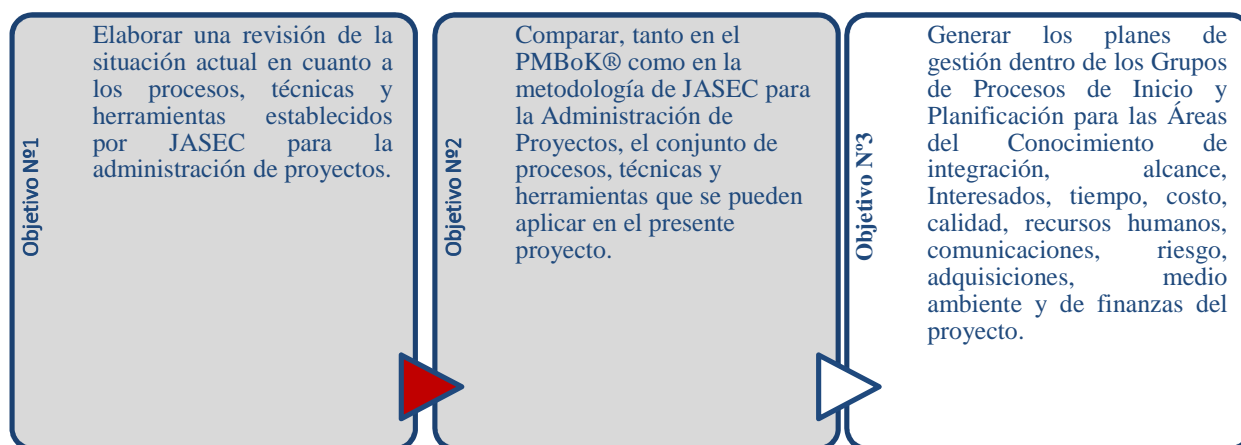 Objetivo Nº1
Elaborar una revisión de la
situación actual en cuanto a
los procesos, técnicas y
herramientas establecidos
por JASEC para la
administración de proyectos.
Objetivo Nº2
Comparar, tanto en el
PMBoK® como en la
metodología de JASEC para
la Administración de
Proyectos, el conjunto de
procesos, técnicas y
herramientas que se pueden
aplicar en el presente
proyecto.
Objetivo Nº3
Generar los planes de
gestión dentro de los Grupos
de Procesos de Inicio y
Planificación para las Áreas
del Conocimiento de
integración, alcance,
Interesados, tiempo, costo,
calidad, recursos humanos,
comunicaciones, riesgo,
adquisiciones, medio
ambiente y de finanzas del
proyecto.